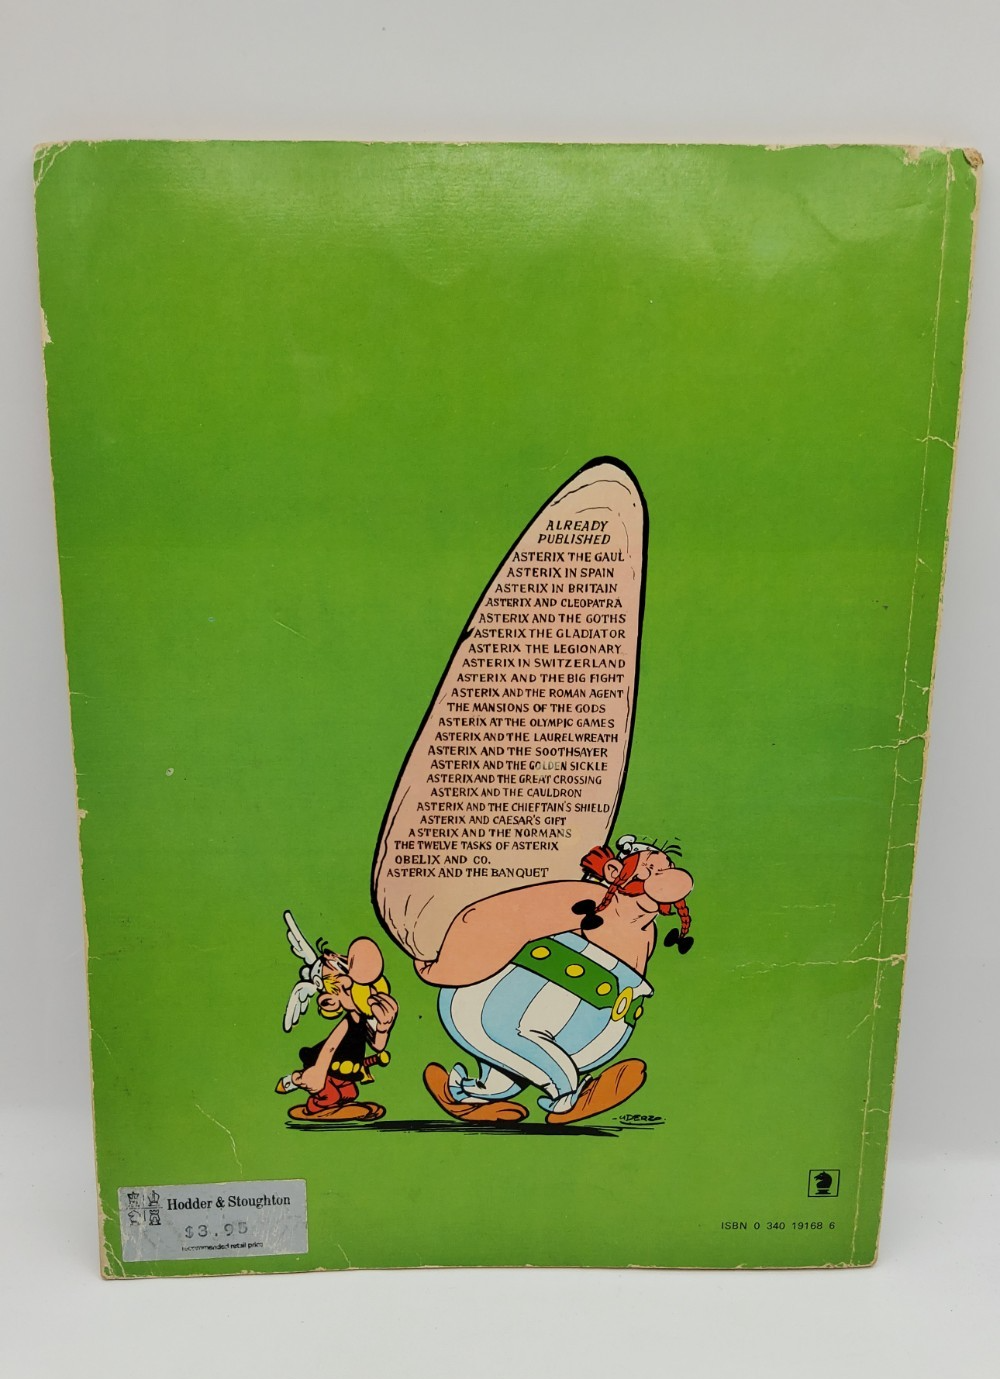 ALREADY
PUBLISHED
ASTERIX THE GAUL
ASTERIX IN SPAIN
ASTERIX IN BRITAIN
ASTERIX AND CLEOPATRA
ASTERIX AND THE GOTHS
ASTERIX THE GLADIATOR
ASTERIX THE LEGIONARY
ASTERIX IN SWITZERLAND
ASTERIX AND THE BIG FIGHT
ASTERIX AND THE ROMAN AGENT
THE MANSIONS OF THE GODS
ASTERIX AT THE OLYMPIC GAMES
ASTERIX AND THE LAUREL WREATH
ASTERIX AND THE SOOTHSAYER
ASTERIX AND THE GOLDEN SICKLE
ASTERIX AND THE GREAT CROSSING
ASTERIX AND THE CAULDRON
ASTERIX AND THE CHIEFTAIN'S SHIELD
ASTERIX AND CAESAR'S GIFT
ASTERIX AND THE NORMANS
THE TWELVE TASKS OF ASTERIX
OBELIX AND CO.
ASTERIX AND THE BANQUET
-UDERZO-
Hodder & Stoughton
$3.95
recommended retail price
ISBN 0 340 19168 6